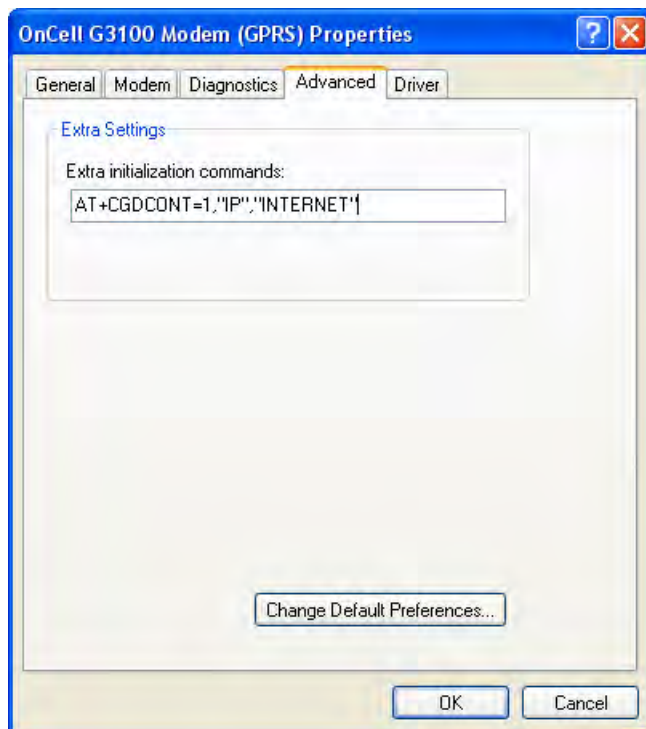 OnCell G3100 Modem (GPRS) Properties
General Modem Diagnostics Advanced Driver
Extra Settings
Extra initialization commands:
AT+CGDCONT=1,"IP","INTERNET"
Change Default Preferences...
OK Cancel